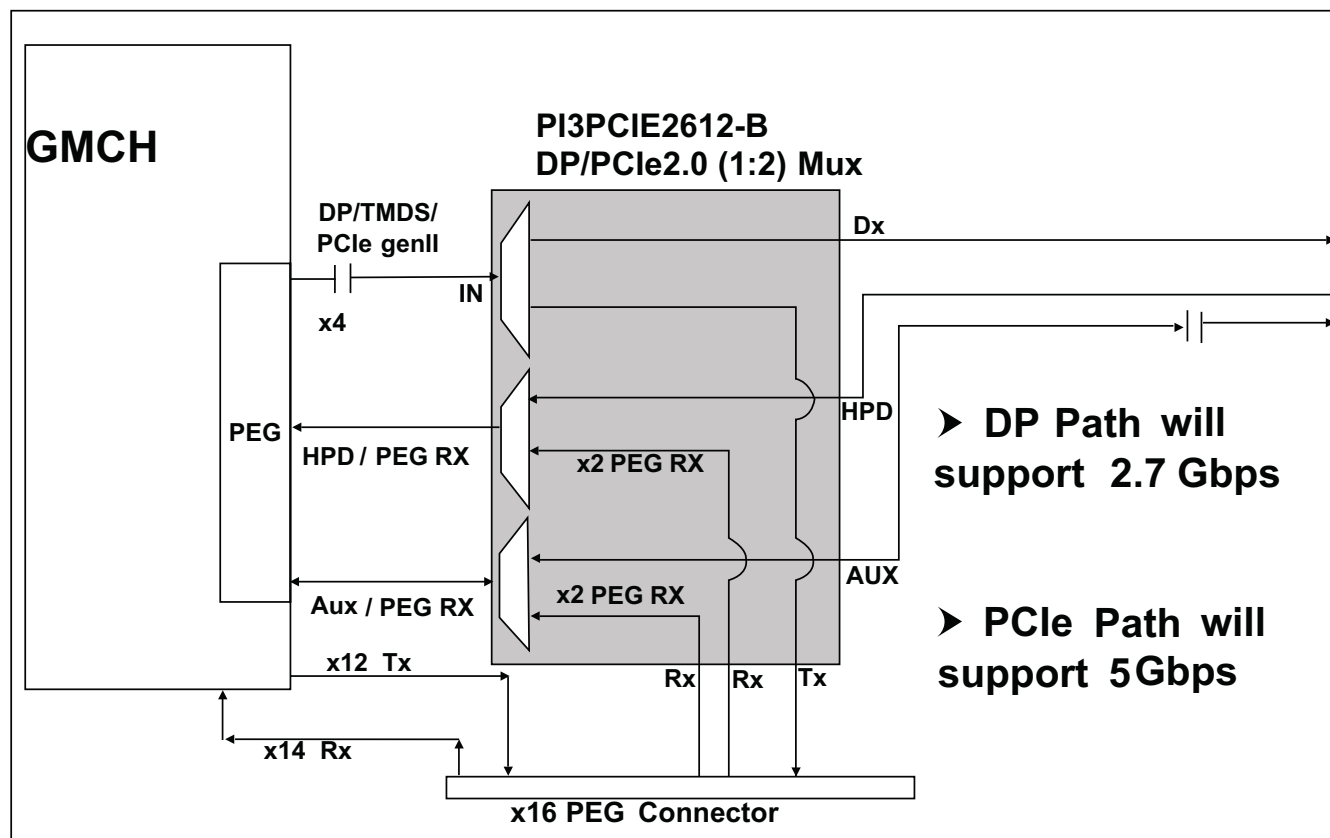 PI3PCIE2612-B
DP/PCIe2.0 (1:2) Mux
GMCH
DP/TMDS/
PCIe genII
Dx
IN
x4
HPD
PEG
HPD / PEG RX
x2 PEG RX
➤ DP Path will
support 2.7 Gbps
AUX
Aux / PEG RX
x2 PEG RX
➤ PCIe Path will
support 5Gbps
x12 Tx
Rx
Rx
Tx
x14 Rx
x16 PEG Connector